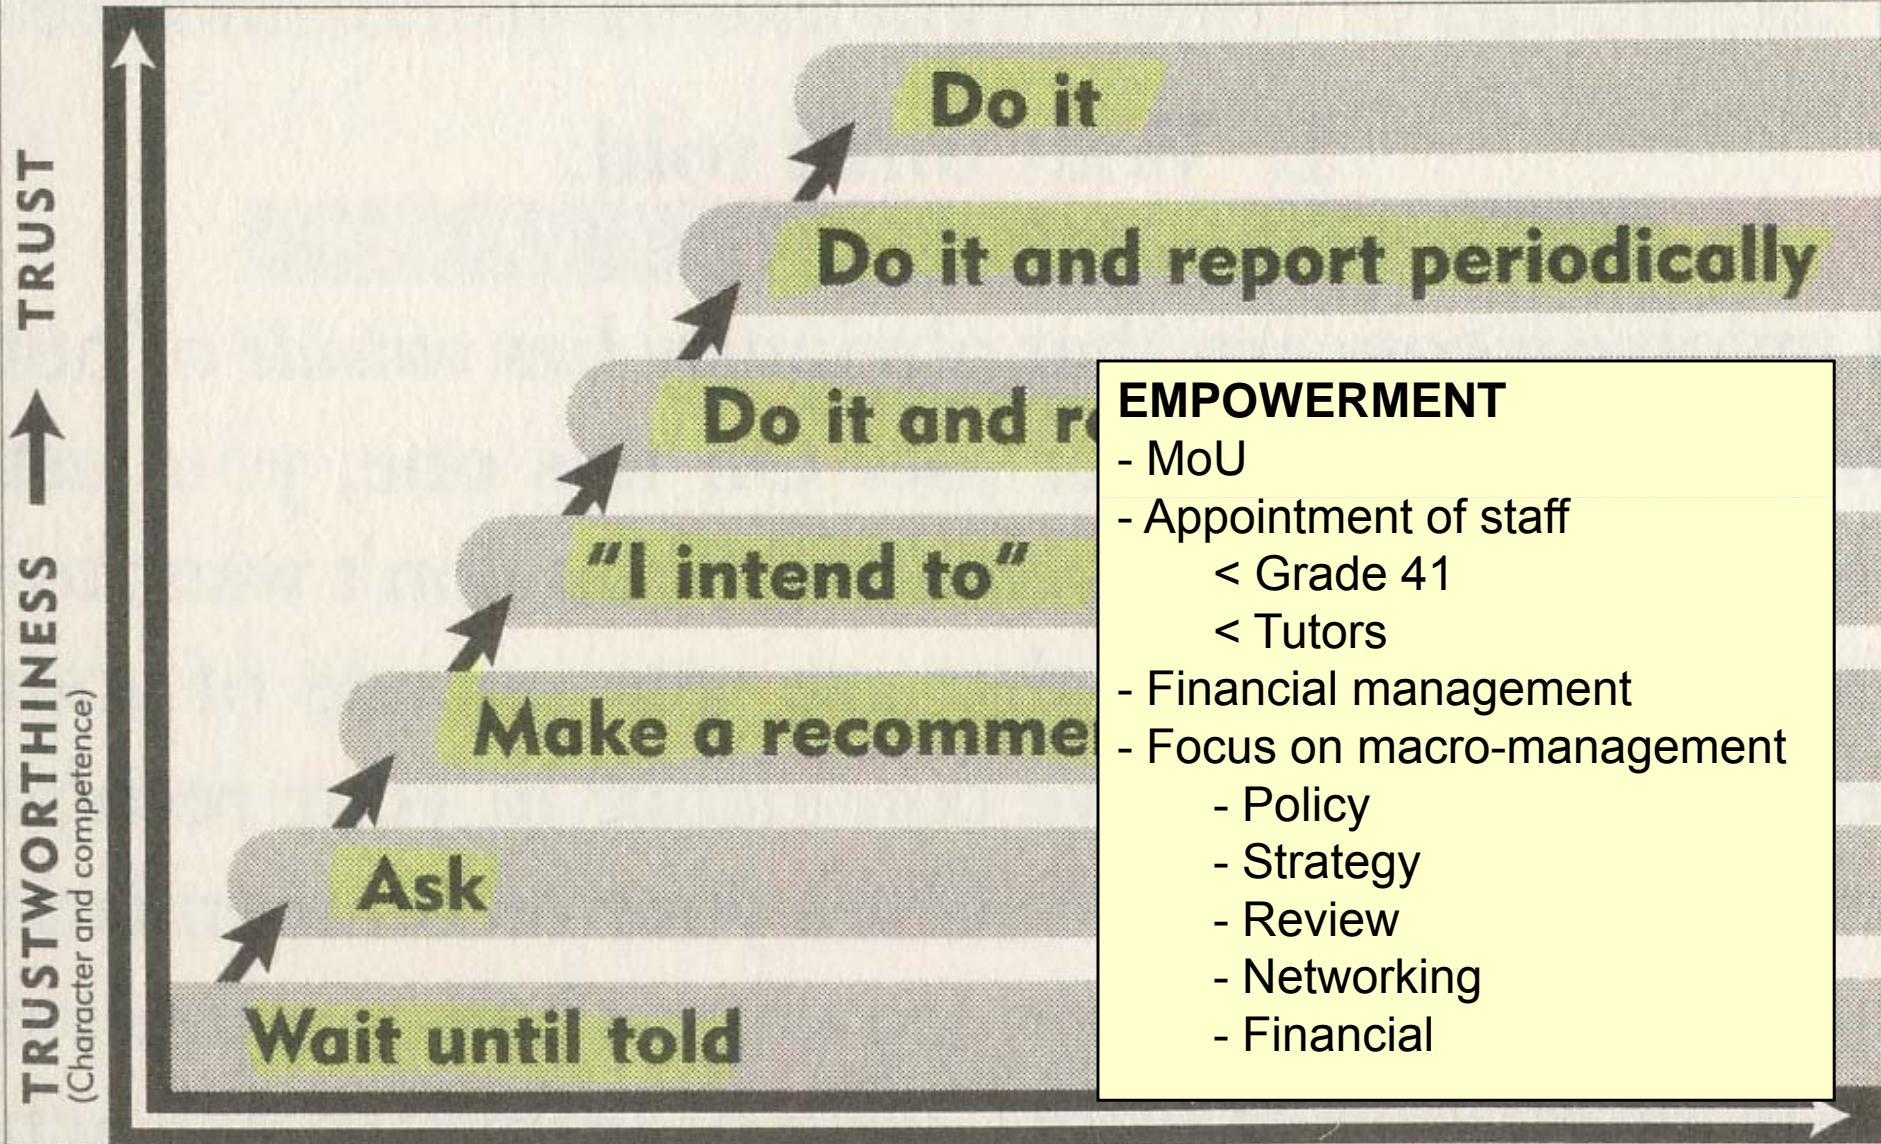 Do it
Do it and report periodically
Do it and
"I intend to"
Make a
Ask
Wait until told
TRUSTWORTHINESS → TRUST
(Character and competence)
EMPOWERMENT
- MoU
- Appointment of staff
< Grade 41
< Tutors
- Financial management
- Focus on macro-management
- Policy
- Strategy
- Review
- Networking
- Financial